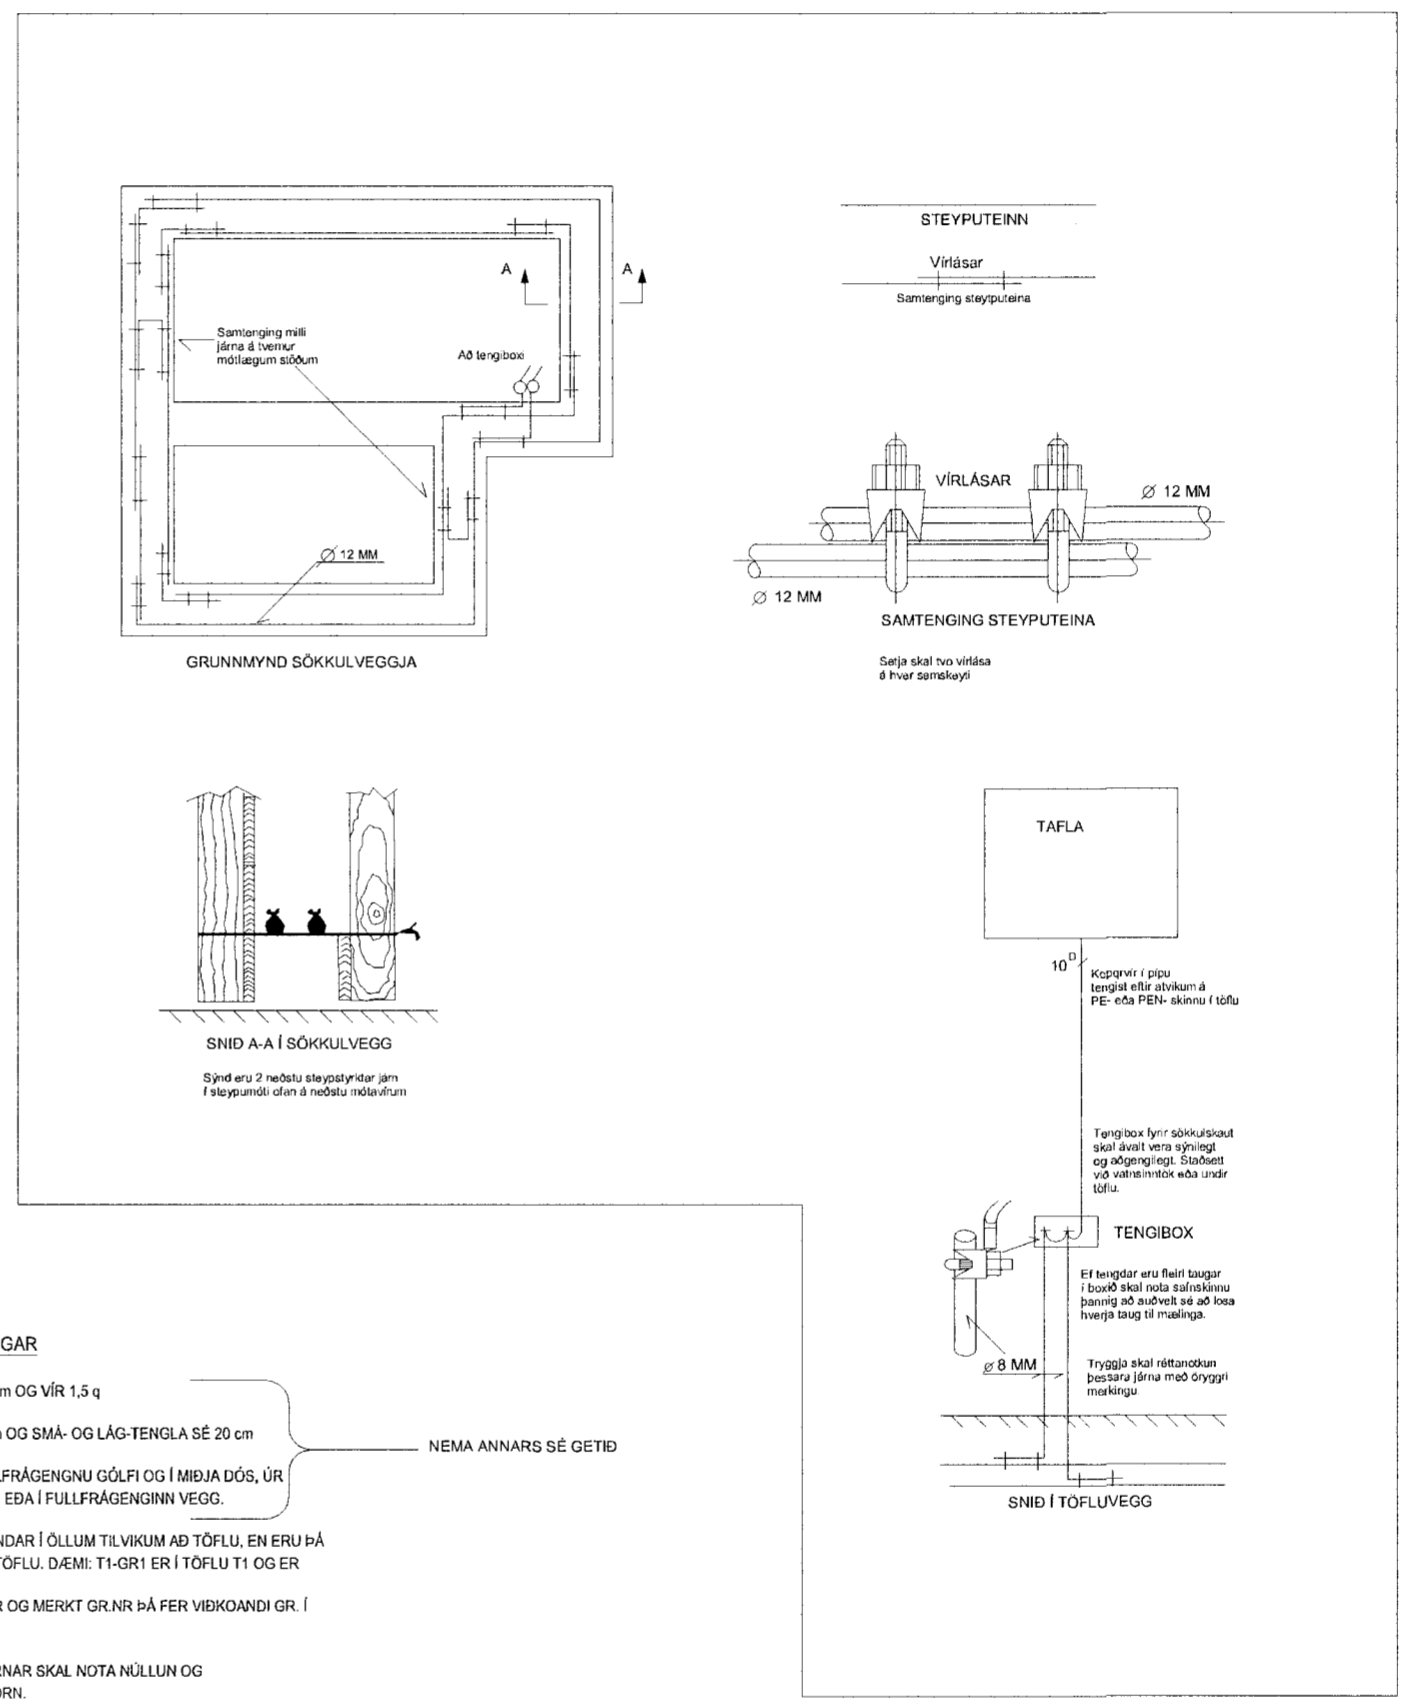 STEYPUTEINN
Vírlásar
Samtenging steytputeina
A
A
Samtenging milli
járna á tvemur
mótlægum stöðum
Að tengiboxi
Ø 12 MM
GRUNNMYND SÖKKULVEGGJA
VÍRLÁSAR
Ø 12 MM
Ø 12 MM
SAMTENGING STEYPUTEINA
Setja skal tvo vírlása
á hver samskeyti
SNIÐ A-A Í SÖKKULVEGG
Sýnd eru 2 neðstu steypstyrktar járn
í steypumóti ofan á neðstu mótavírum
TAFLA
10
Koparvír í pípu
tengist eftir atvikum á
PE- eða PEN- skinnu í töflu
Tengibox fyrir sökkulskaut
skal ávalt vera sýnilegt
og aðgengilegt. Staðsett
við vatnsinntök eða undir
töflu.
TENGIBOX
Ef tengdar eru fleiri taugar
í boxið skal nota safnskinnu
þannig að auðvelt sé að losa
hverja taug til mælinga.
Ø 8 MM
Tryggja skal réttanotkun
þessara járna með öryggri
merkingu
SNIÐ Í TÖFLUVEGG
GAR
m OG VÍR 1,5 q
OG SMÁ- OG LÁG-TENGLA SÉ 20 cm
FRÁGENGNU GÓLFI OG Í MIÐJA DÓS, ÚR
EÐA Í FULLFRÁGENGINN VEGG.
NEMA ANNARS SÉ GETIÐ
NDAR Í ÖLLUM TILVIKUM AÐ TÖFLU, EN ERU ÞÁ
TÖFLU. DÆMI: T1-GR1 ER Í TÖFLU T1 OG ER
R OG MERKT GR.NR ÞÁ FER VIÐKOANDI GR. Í
RNAR SKAL NOTA NÚLLUN OG
ÖRN.